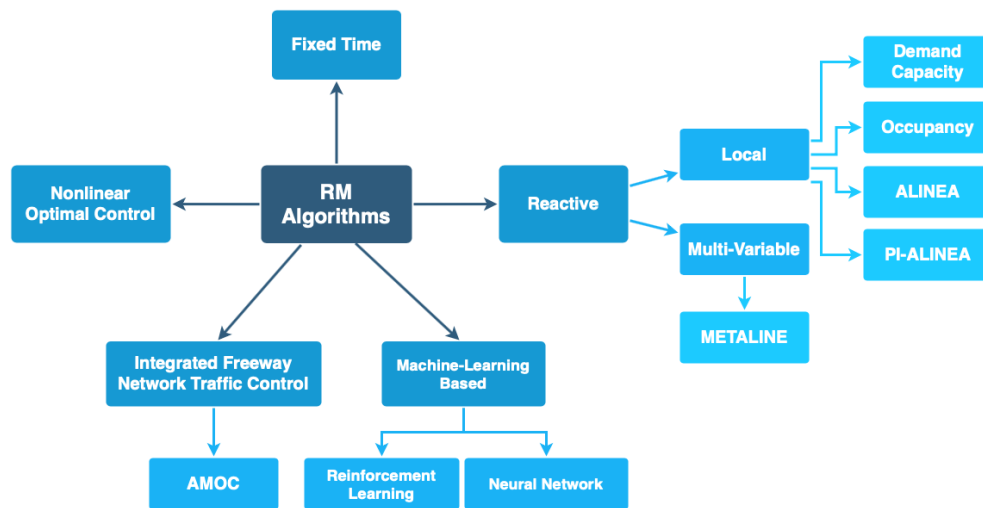 Fixed Time
Demand
Capacity
Occupancy
Local
Nonlinear
Optimal Control
RM
Algorithms
Reactive
ALINEA
Multi-Variable
PI-ALINEA
METALINE
Integrated Freeway
Network Traffic Control
Machine-Learning
Based
AMOC
Reinforcement
Learning
Neural Network